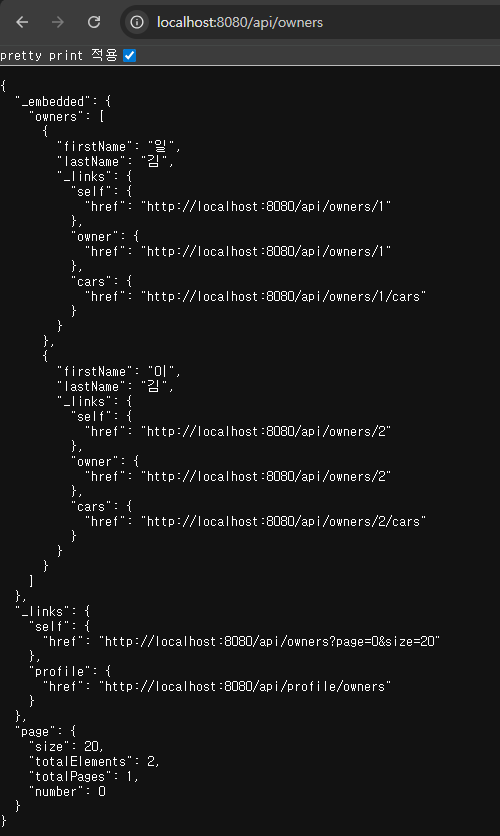 localhost:8080/api/owners
pretty print 적용
{
  "_embedded": {
    "owners": [
      {
        "firstName": "일",
        "lastName": "김",
        "_links": {
          "self": {
            "href": "http://localhost:8080/api/owners/1"
          },
          "owner": {
            "href": "http://localhost:8080/api/owners/1"
          },
          "cars": {
            "href": "http://localhost:8080/api/owners/1/cars"
          }
        }
      },
      {
        "firstName": "이",
        "lastName": "김",
        "_links": {
          "self": {
            "href": "http://localhost:8080/api/owners/2"
          },
          "owner": {
            "href": "http://localhost:8080/api/owners/2"
          },
          "cars": {
            "href": "http://localhost:8080/api/owners/2/cars"
          }
        }
      }
    ]
  },
  "_links": {
    "self": {
      "href": "http://localhost:8080/api/owners?page=0&size=20"
    },
    "profile": {
      "href": "http://localhost:8080/api/profile/owners"
    }
  },
  "page": {
    "size": 20,
    "totalElements": 2,
    "totalPages": 1,
    "number": 0
  }
}